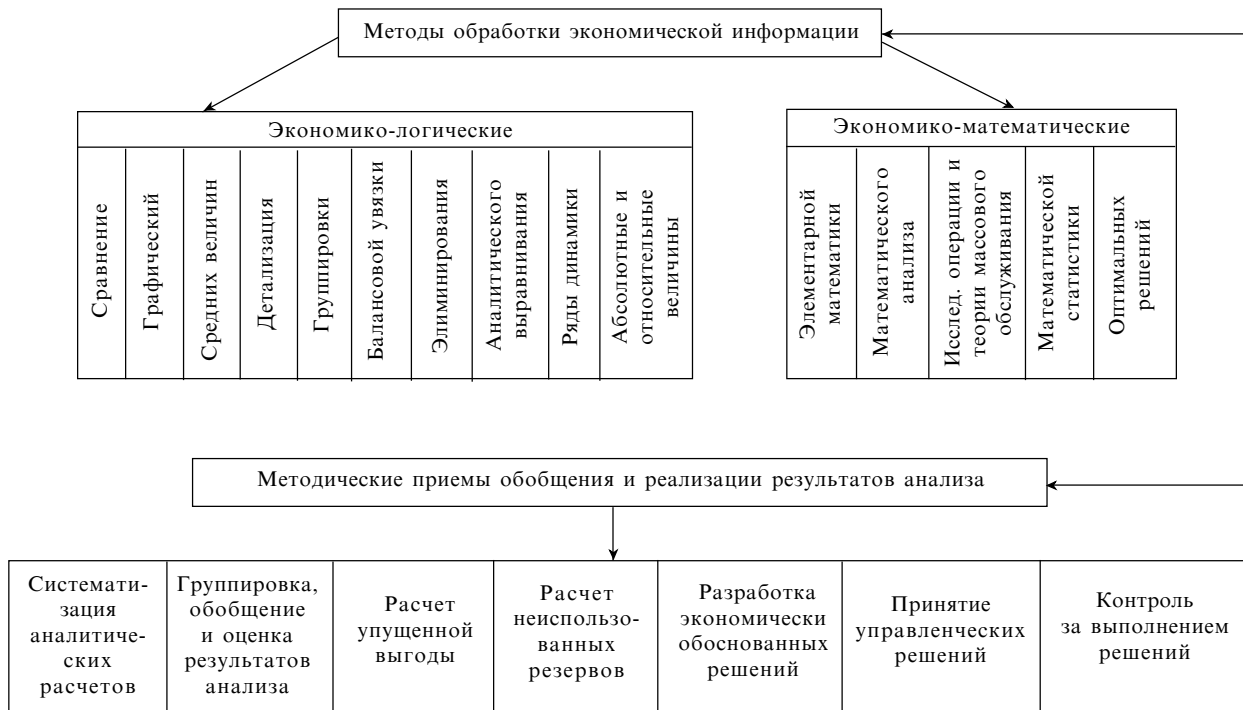 Методы обработки экономической информации
Экономико-логические
Сравнение
Графический
Средних величин
Детализация
Группировки
Балансовой увязки
Элиминирования
Аналитического
выравнивания
Ряды динамики
Абсолютные и
относительные
величины
Экономико-математические
Элементарной
математики
Математического
анализа
Исслед. операции и
теории массового
обслуживания
Математической
статистики
Оптимальных
решений
Методические приемы обобщения и реализации результатов анализа
Системати-
зация
аналитиче-
ских
расчетов
Группировка,
обобщение
и оценка
результатов
анализа
Расчет
упущенной
выгоды
Расчет
неиспользо-
ванных
резервов
Разработка
экономически
обоснованных
решений
Принятие
управленческих
решений
Контроль
за выполнением
решений